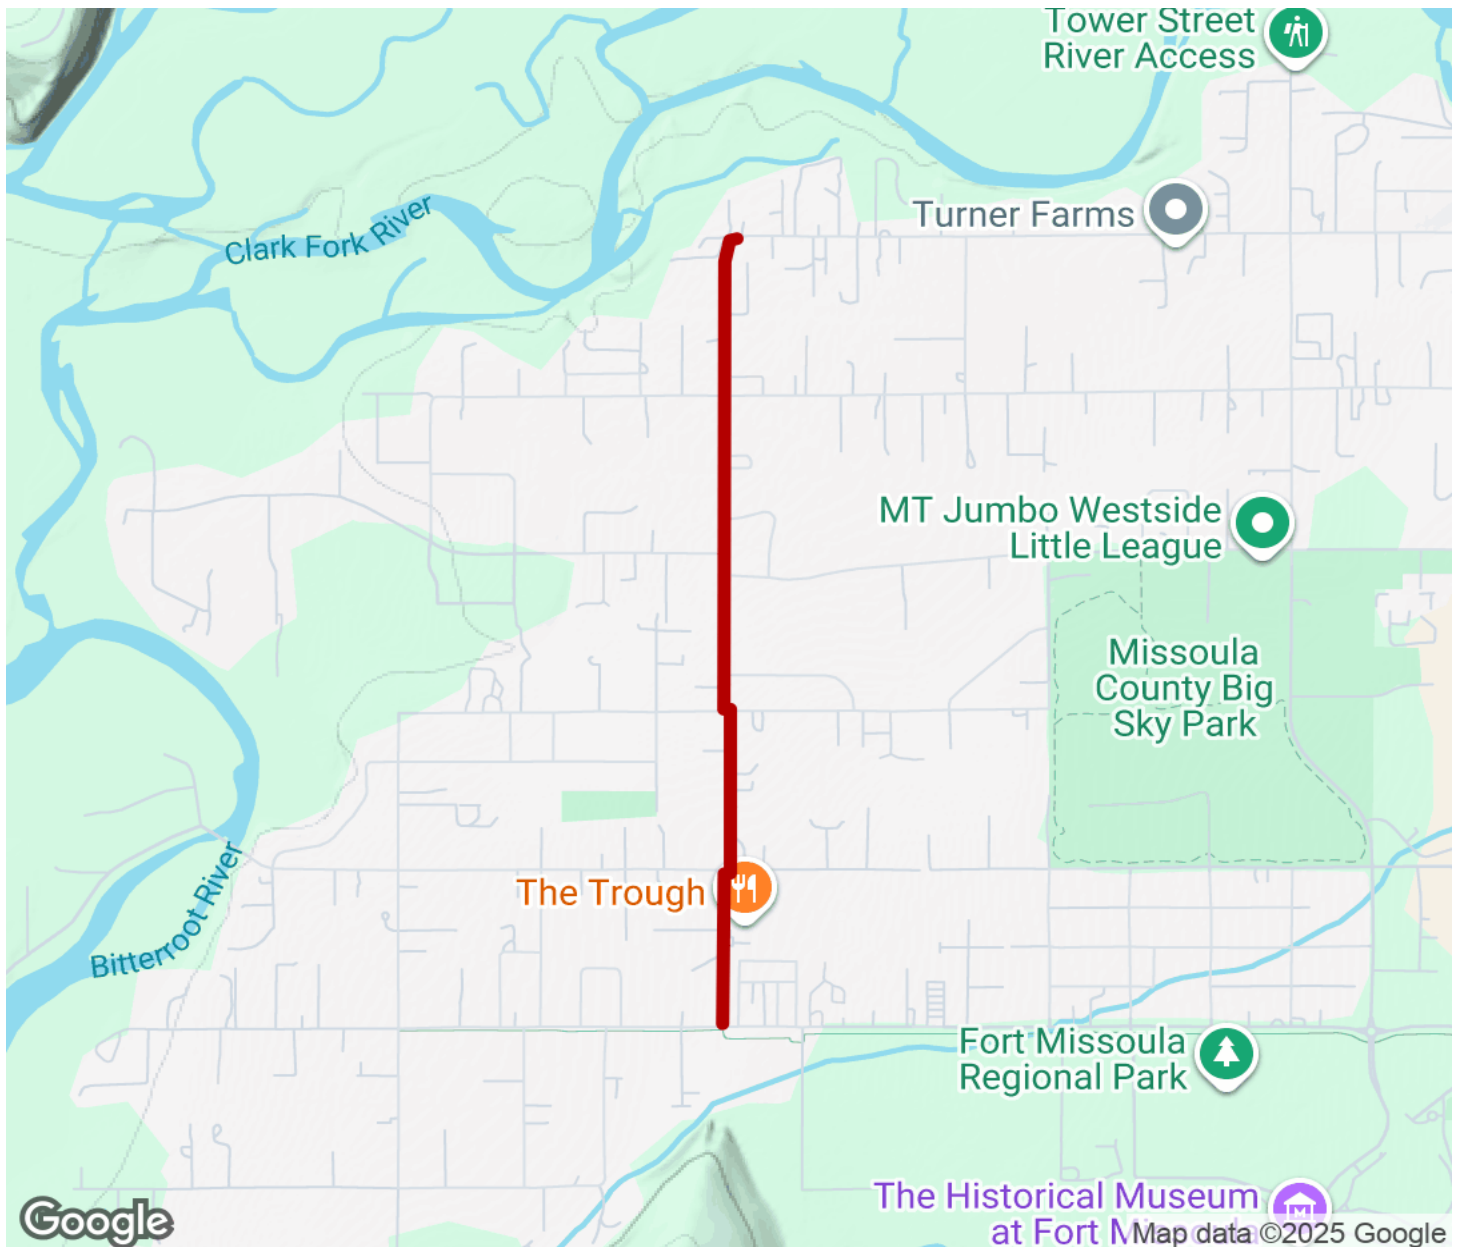 Tower Street
River Access
Turner Farms
Clark Fork River
MT Jumbo Westside
Little League
Missoula
County Big
Sky Park
The Trough
Bitterroot River
Fort Missoula
Regional Park
The Historical Museum
at Fort Missoula
Google
Map data ©2025 Google